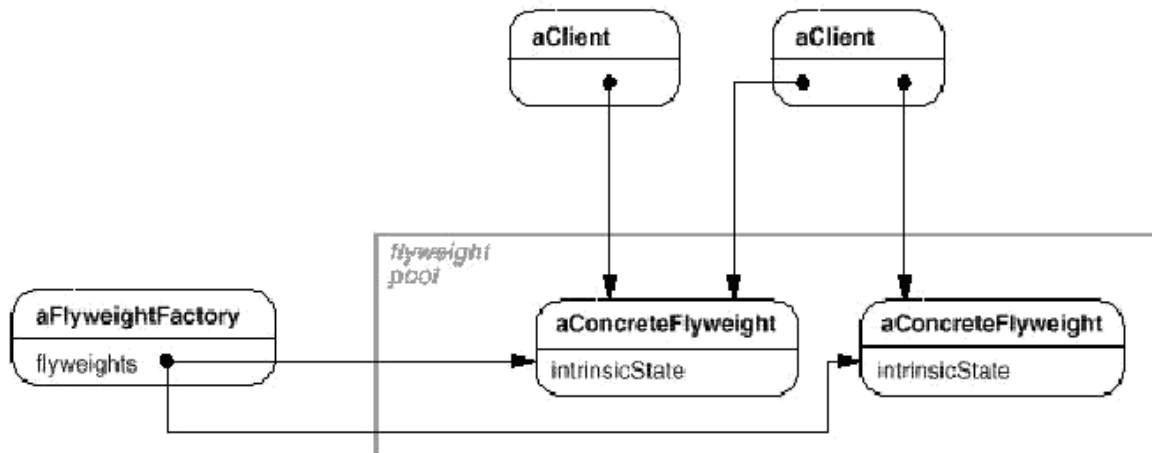 aClient
aClient
flyweight
pool
aFlyweightFactory
flyweights
aConcreteFlyweight
intrinsicState
aConcreteFlyweight
intrinsicState